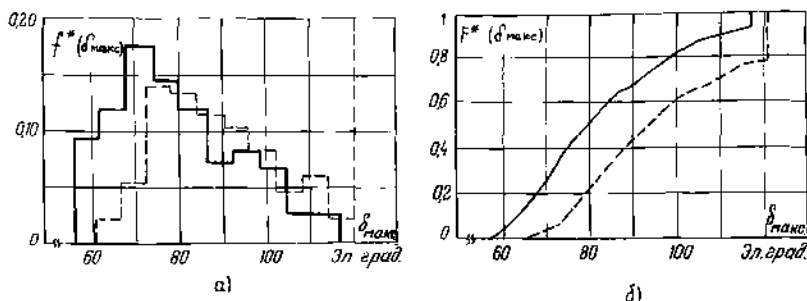 0,20
f*(δмакс)
0,10
0
60
80
100
δмакс
Эл. град.
а)
1
F* (δмакс)
0,8
0,6
0,4
0,2
0
60
80
100
δмакс
Эл. град.
б)